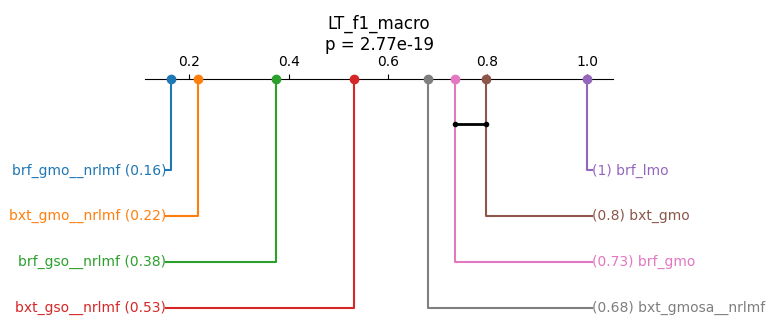 LT_f1_macro
p = 2.77e-19
0.2 0.4 0.6 0.8 1.0
brf_gmo__nrlmf (0.16) (1) brf_lmo
bxt_gmo__nrlmf (0.22) (0.8) bxt_gmo
brf_gso__nrlmf (0.38) (0.73) brf_gmo
bxt_gso__nrlmf (0.53) (0.68) bxt_gmosa__nrlmf